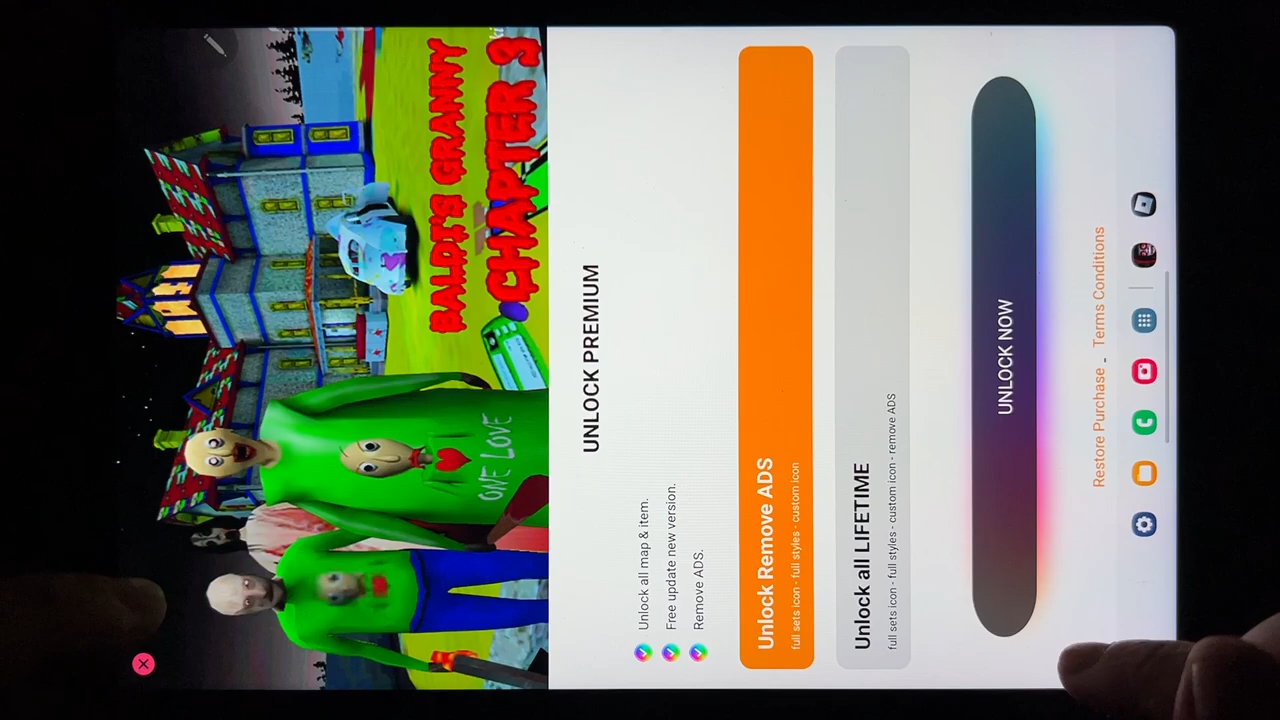 BALDI'S GRANNY
CHAPTER 3
ONE LOVE
UNLOCK PREMIUM
Unlock all map & item.
Free update new version.
Remove ADS.
Unlock Remove ADS
full sets icon - full styles - custom icon
Unlock all LIFETIME
full sets icon - full styles - custom icon - remove ADS
UNLOCK NOW
Restore Purchase - Terms Conditions